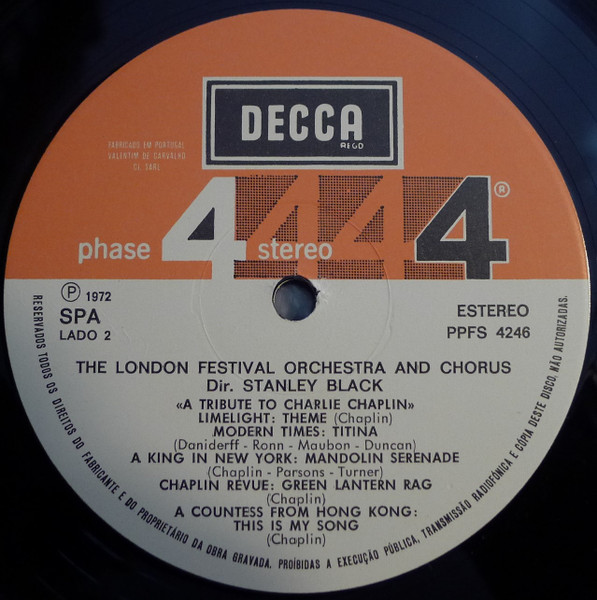 DECCA
REGD
FABRICADO EM PORTUGAL
VALENTIM DE CARVALHO
CI. SARL
phase 4 stereo 4 4 4 ®
Ⓟ 1972
SPA
LADO 2
ESTEREO
PPFS 4246
THE LONDON FESTIVAL ORCHESTRA AND CHORUS
Dir. STANLEY BLACK
«A TRIBUTE TO CHARLIE CHAPLIN»
LIMELIGHT: THEME (Chaplin)
MODERN TIMES: TITINA
(Daniderff - Ronn - Maubon - Duncan)
A KING IN NEW YORK: MANDOLIN SERENADE
(Chaplin - Parsons - Turner)
CHAPLIN REVUE: GREEN LANTERN RAG
(Chaplin)
A COUNTESS FROM HONG KONG:
THIS IS MY SONG
(Chaplin)
RESERVADOS TODOS OS DIREITOS DO FABRICANTE E DO PROPRIETÁRIO DA OBRA GRAVADA. PROÍBIDAS A EXECUÇÃO PÚBLICA, TRANSMISSÃO RADIOFÓNICA E CÓPIA DESTE DISCO, NÃO AUTORIZADAS.